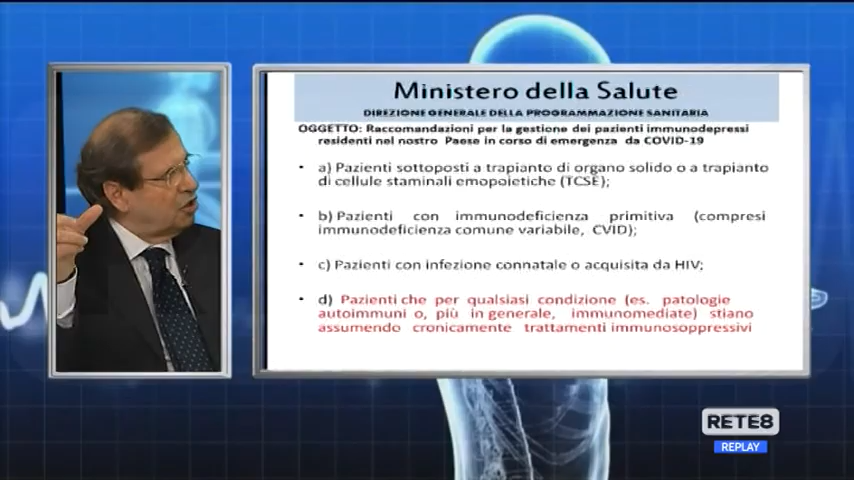 Ministero della Salute
DIREZIONE GENERALE DELLA PROGRAMMAZIONE SANITARIA
OGGETTO: Raccomandazioni per la gestione dei pazienti immunodepressi
residenti nel nostro Paese in corso di emergenza da COVID-19
• a) Pazienti sottoposti a trapianto di organo solido o a trapianto
di cellule staminali emopoietiche (TCSE);
• b) Pazienti con immunodeficienza primitiva (compresi
immunodeficienza comune variabile, CVID);
• c) Pazienti con infezione connatale o acquisita da HIV;
• d) Pazienti che per qualsiasi condizione (es. patologie
autoimmuni o, più in generale, immunomediate) stiano
assumendo cronicamente trattamenti immunosoppressivi
RETE8
REPLAY